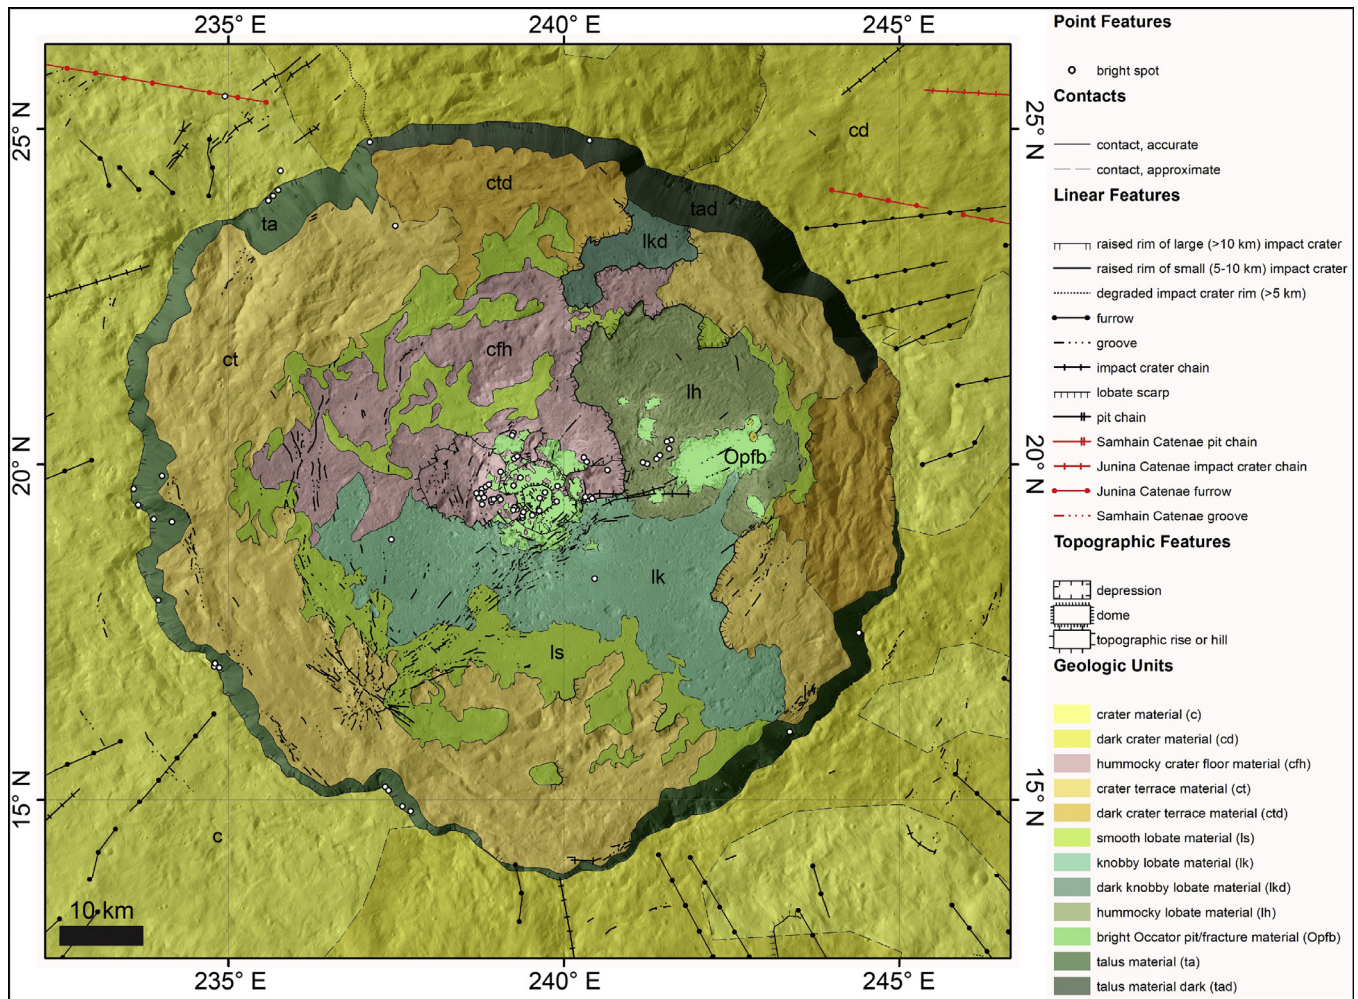 235° E 240° E 245° E
25° N 25° N
20° N 20° N
15° N 15° N
235° E 240° E 245° E
cd
ctd
tad
ta
lkd
ct
cfh
lh
Opfb
lk
ls
c
10 km
Point Features
bright spot
Contacts
contact, accurate
contact, approximate
Linear Features
raised rim of large (>10 km) impact crater
raised rim of small (5-10 km) impact crater
degraded impact crater rim (>5 km)
furrow
groove
impact crater chain
lobate scarp
pit chain
Samhain Catenae pit chain
Junina Catenae impact crater chain
Junina Catenae furrow
Samhain Catenae groove
Topographic Features
depression
dome
topographic rise or hill
Geologic Units
crater material (c)
dark crater material (cd)
hummocky crater floor material (cfh)
crater terrace material (ct)
dark crater terrace material (ctd)
smooth lobate material (ls)
knobby lobate material (lk)
dark knobby lobate material (lkd)
hummocky lobate material (lh)
bright Occator pit/fracture material (Opfb)
talus material (ta)
talus material dark (tad)